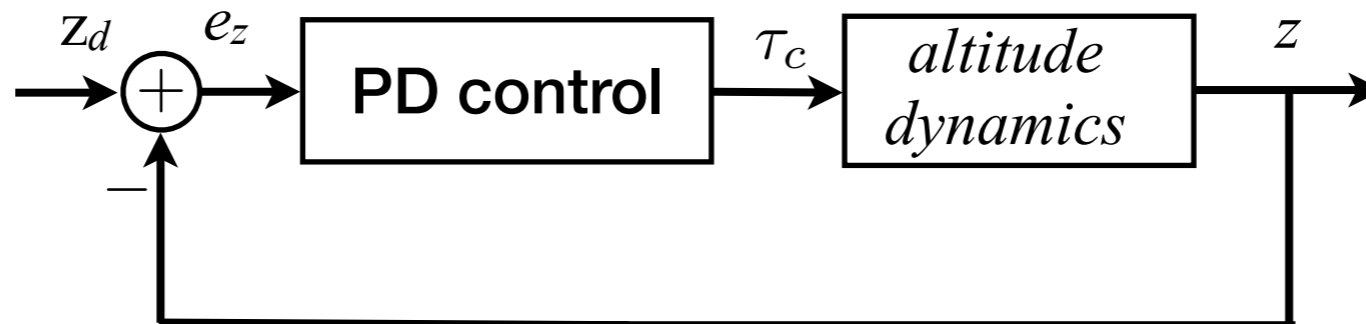 z_d
e_z
PD control
τ_c
altitude
dynamics
z
+
−